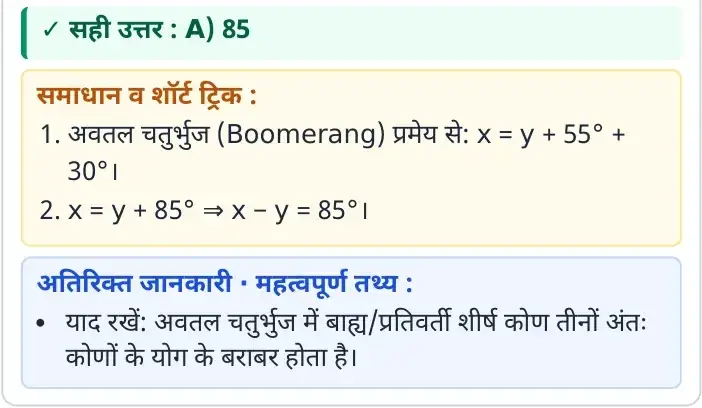 ✓ सही उत्तर : A) 85
समाधान व शॉर्ट ट्रिक :
1. अवतल चतुर्भुज (Boomerang) प्रमेय से: x = y + 55° +
30°।
2. x = y + 85° ⇒ x − y = 85°।
अतिरिक्त जानकारी · महत्वपूर्ण तथ्य :
• याद रखें: अवतल चतुर्भुज में बाह्य/प्रतिवर्ती शीर्ष कोण तीनों अंतः
कोणों के योग के बराबर होता है।